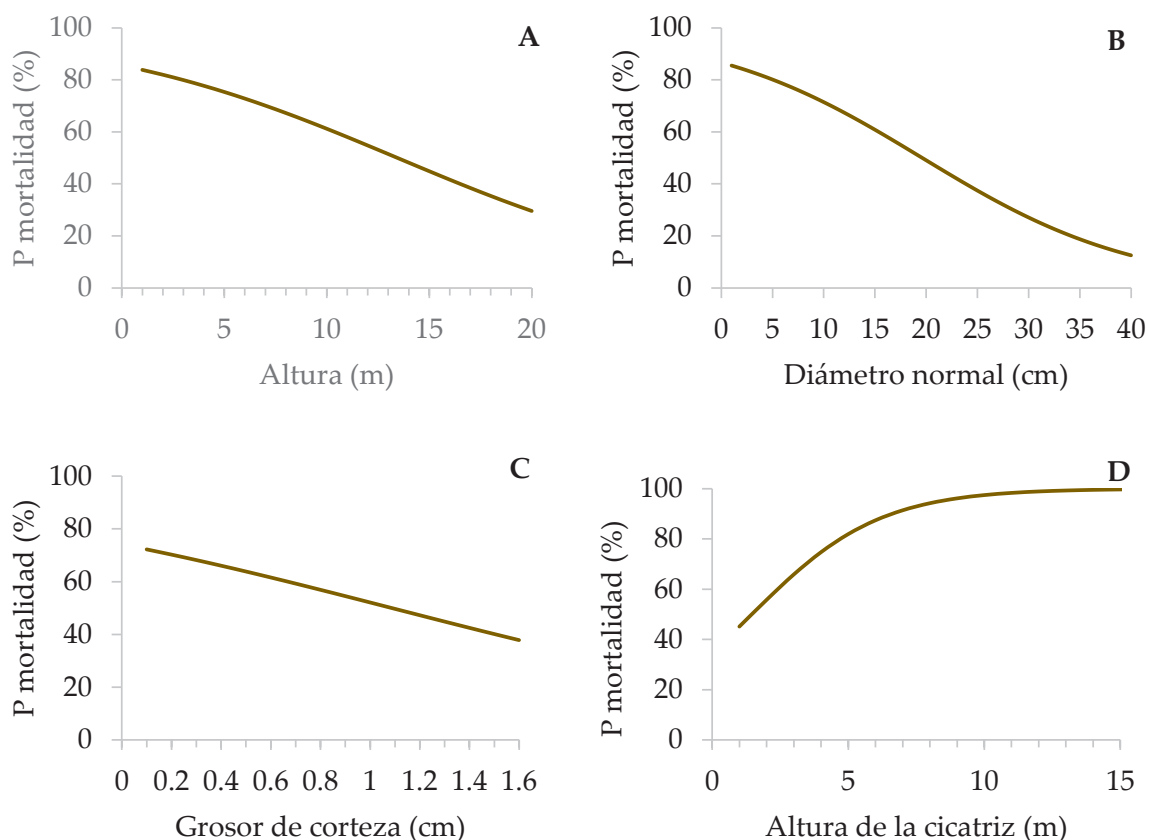 A
P mortalidad (%)
100
80
60
40
20
0
0 5 10 15 20
Altura (m)
B
P mortalidad (%)
100
80
60
40
20
0
0 5 10 15 20 25 30 35 40
Diámetro normal (cm)
C
P mortalidad (%)
100
80
60
40
20
0
0 0.2 0.4 0.6 0.8 1 1.2 1.4 1.6
Grosor de corteza (cm)
D
P mortalidad (%)
100
80
60
40
20
0
0 5 10 15
Altura de la cicatriz (m)